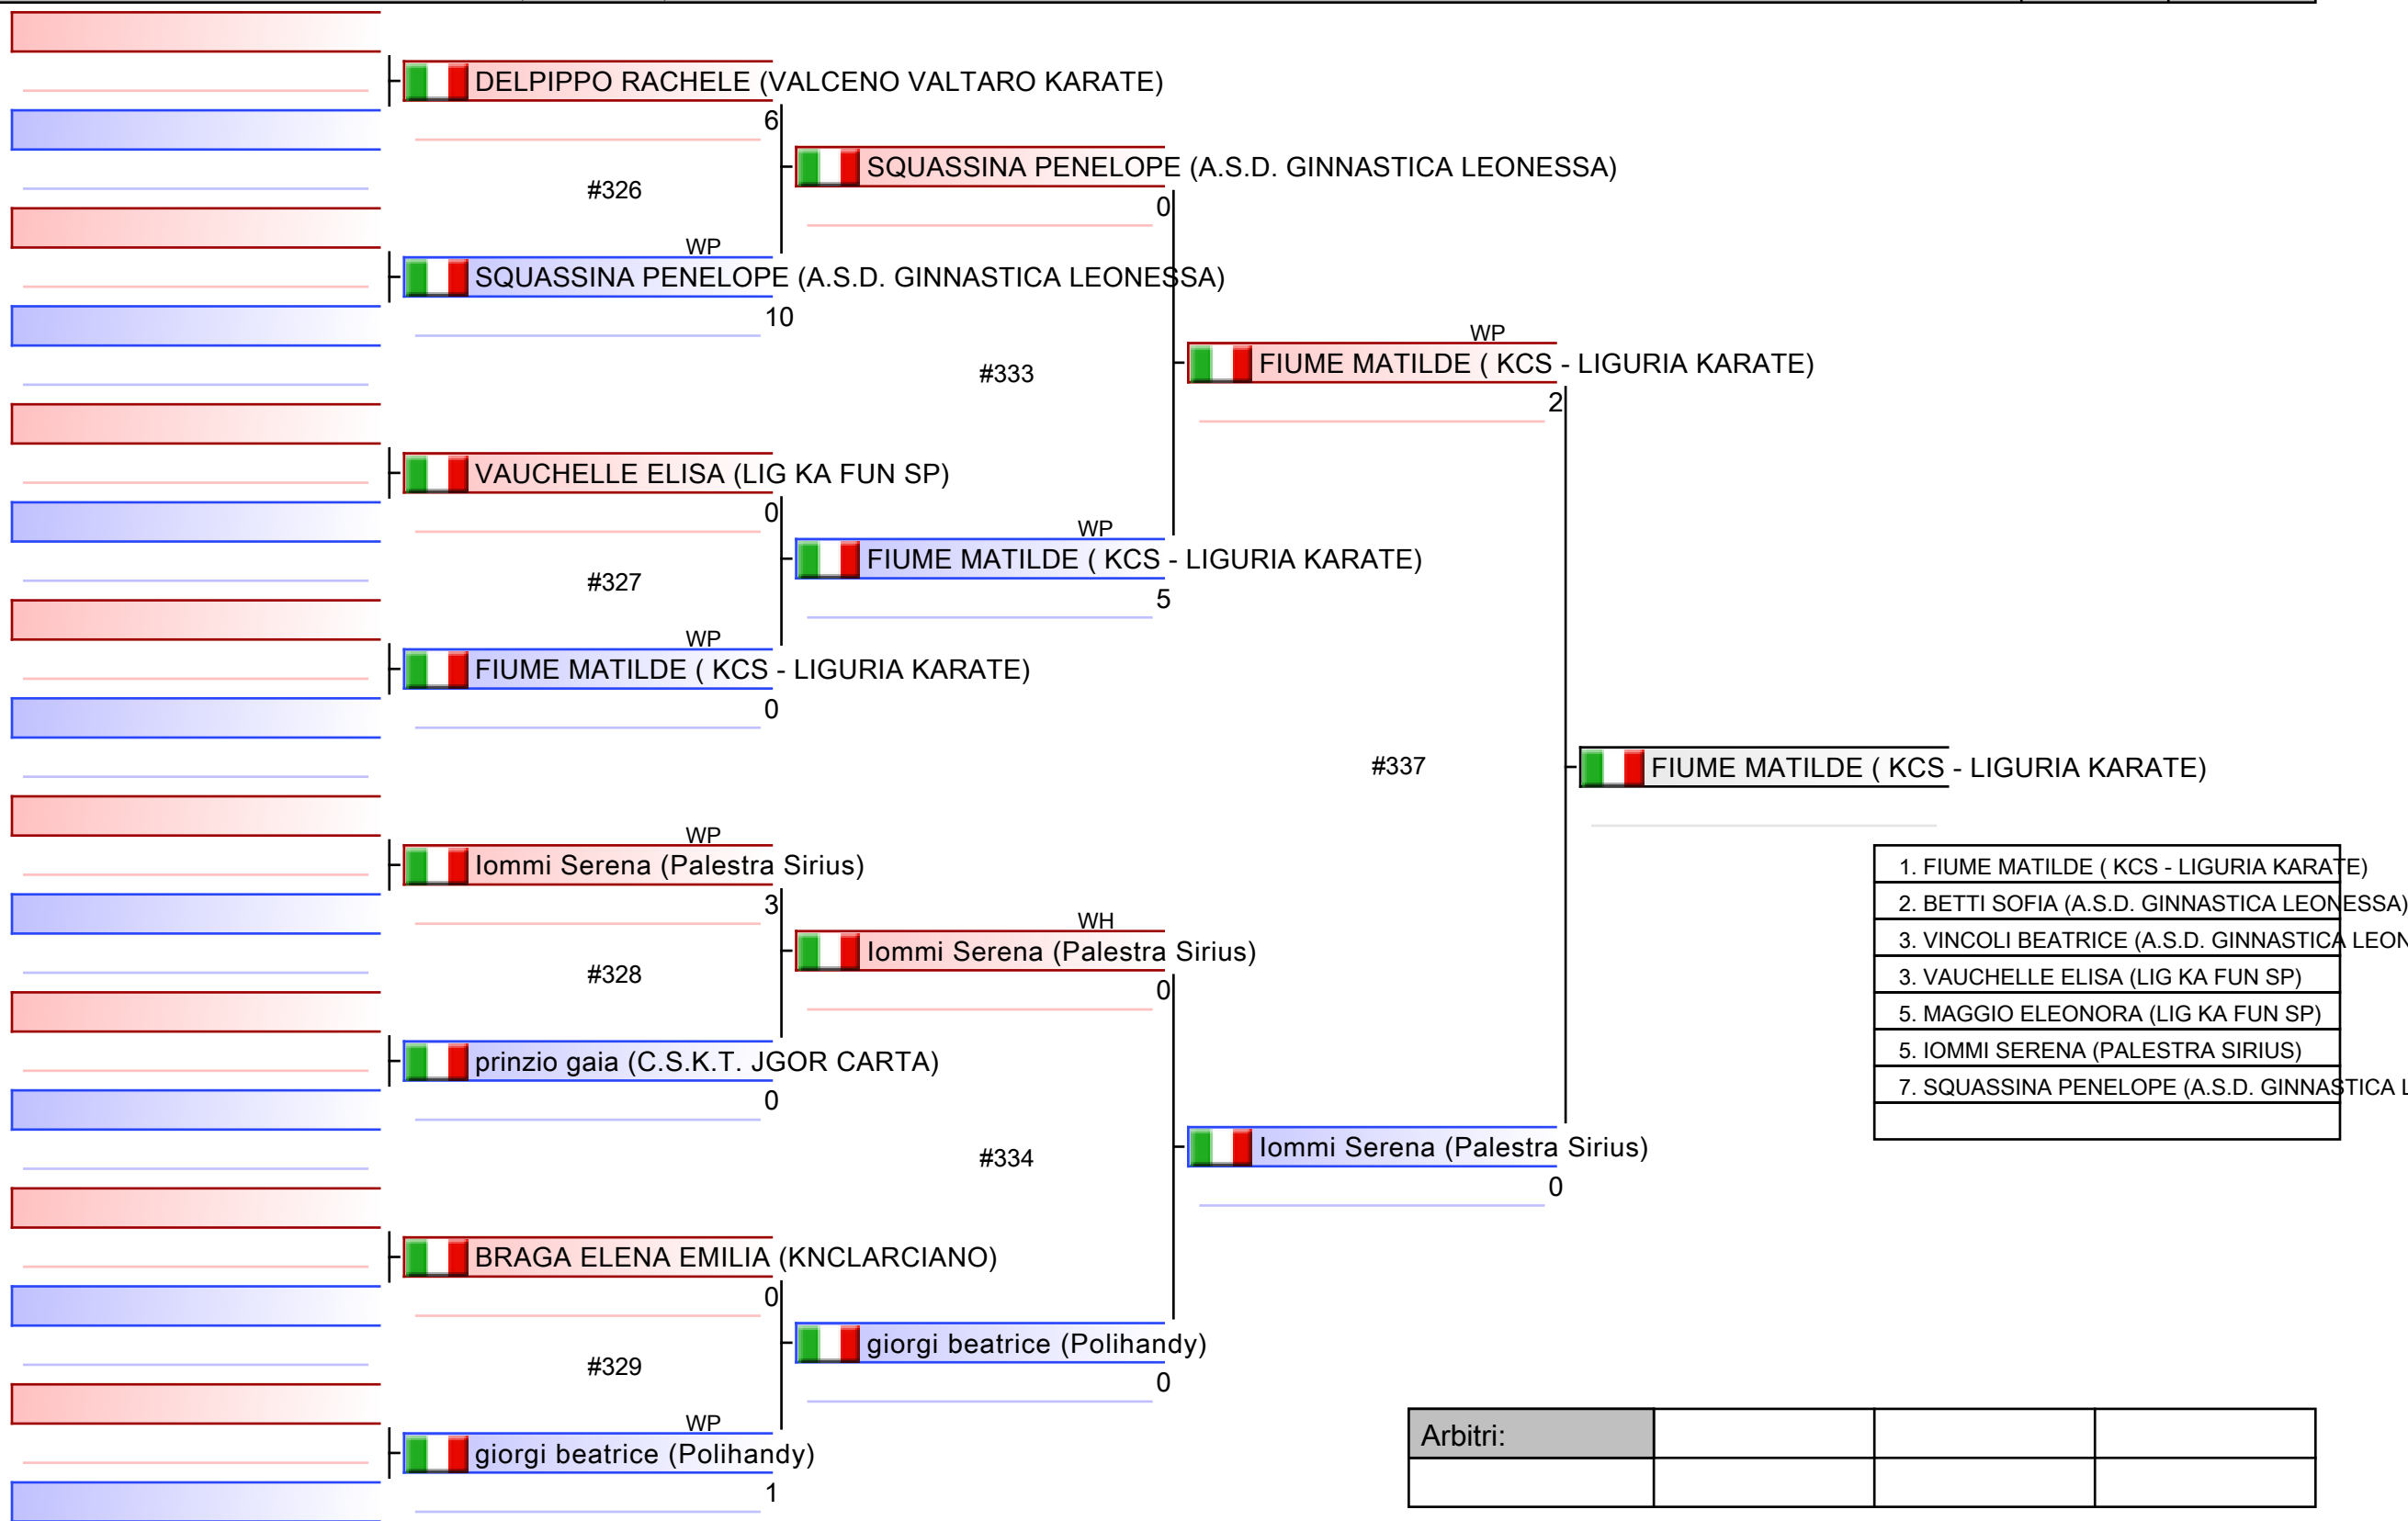 DELPIPPO RACHELE (VALCENO VALTARO KARATE)
6
#326
WP
SQUASSINA PENELOPE (A.S.D. GINNASTICA LEONESSA)
10
VAUCHELLE ELISA (LIG KA FUN SP)
0
#327
WP
FIUME MATILDE ( KCS - LIGURIA KARATE)
0
WP
Iommi Serena (Palestra Sirius)
3
#328
prinzio gaia (C.S.K.T. JGOR CARTA)
0
BRAGA ELENA EMILIA (KNCLARCIANO)
0
#329
WP
giorgi beatrice (Polihandy)
1
SQUASSINA PENELOPE (A.S.D. GINNASTICA LEONESSA)
0
#333
WP
FIUME MATILDE ( KCS - LIGURIA KARATE)
5
WH
Iommi Serena (Palestra Sirius)
0
#334
giorgi beatrice (Polihandy)
0
WP
FIUME MATILDE ( KCS - LIGURIA KARATE)
2
#337
Iommi Serena (Palestra Sirius)
0
FIUME MATILDE ( KCS - LIGURIA KARATE)
1. FIUME MATILDE ( KCS - LIGURIA KARATE)
2. BETTI SOFIA (A.S.D. GINNASTICA LEONESSA)
3. VINCOLI BEATRICE (A.S.D. GINNASTICA LEON
3. VAUCHELLE ELISA (LIG KA FUN SP)
5. MAGGIO ELEONORA (LIG KA FUN SP)
5. IOMMI SERENA (PALESTRA SIRIUS)
7. SQUASSINA PENELOPE (A.S.D. GINNASTICA L
Arbitri: